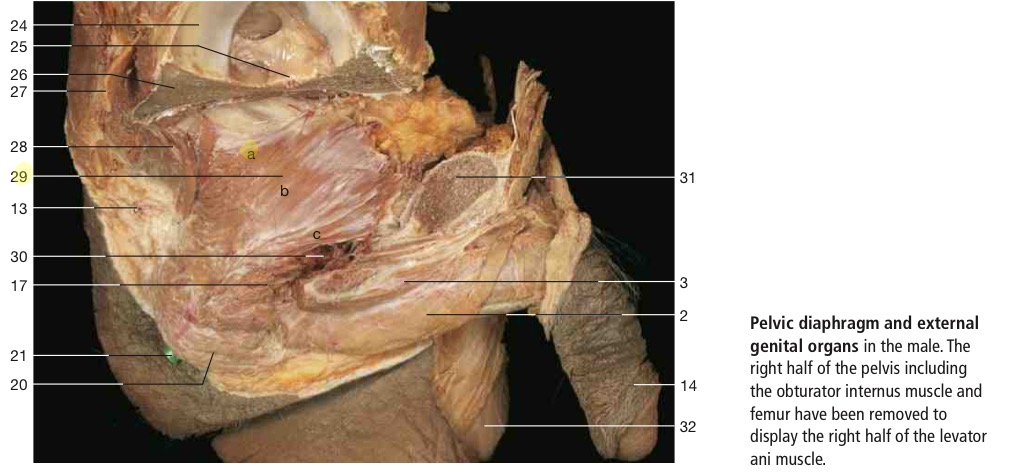 24
25
26
27
28
29
13
30
17
21
20
a
b
c
31
3
2
14
32
Pelvic diaphragm and external
genital organs in the male. The
right half of the pelvis including
the obturator internus muscle and
femur have been removed to
display the right half of the levator
ani muscle.